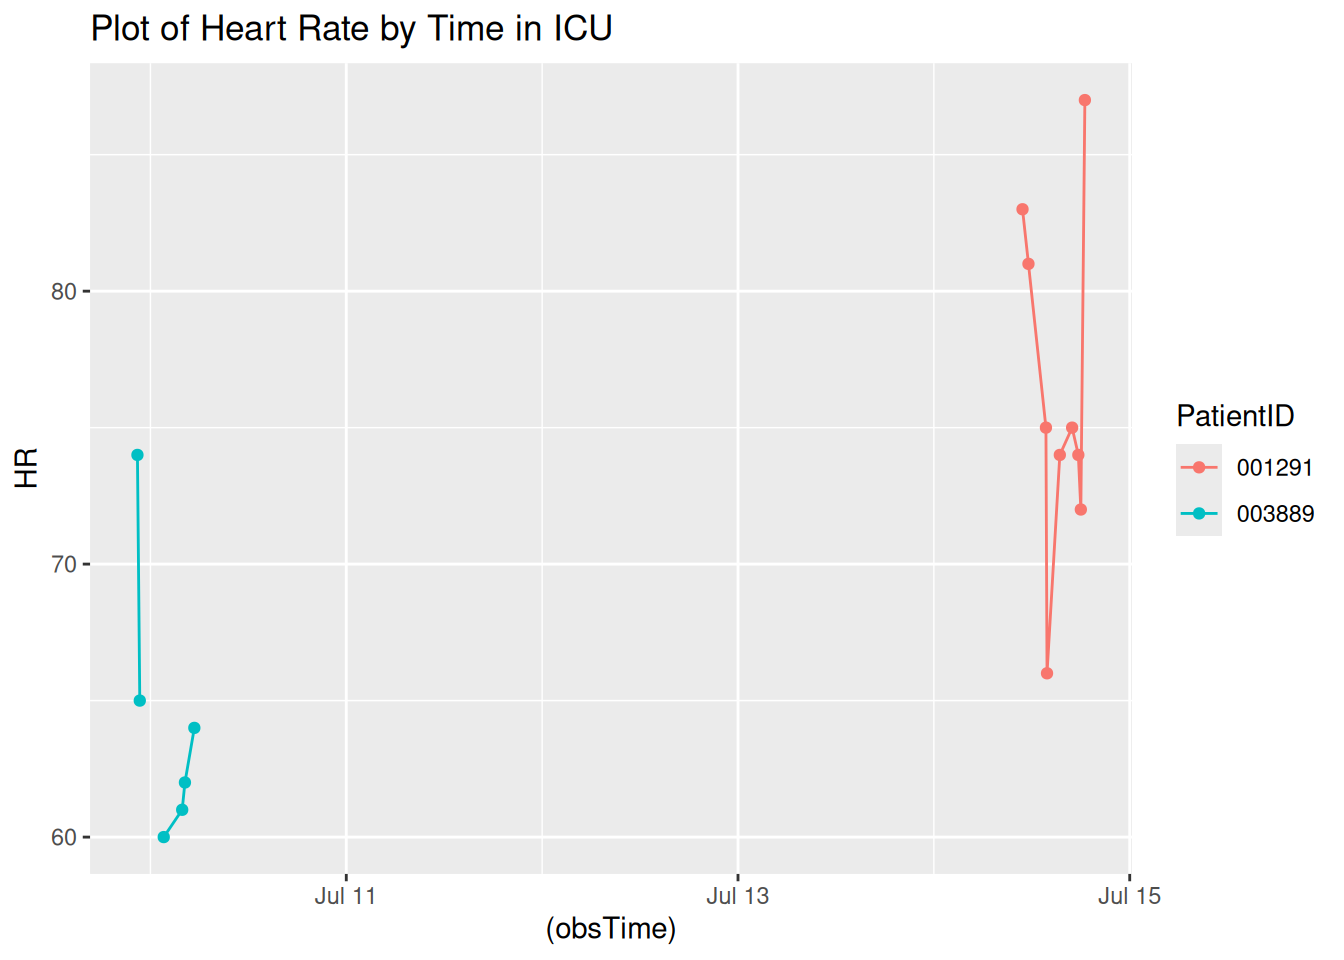 Plot of Heart Rate by Time in ICU
HR
80
70
60
Jul 11
Jul 13
Jul 15
(obsTime)
PatientID
001291
003889